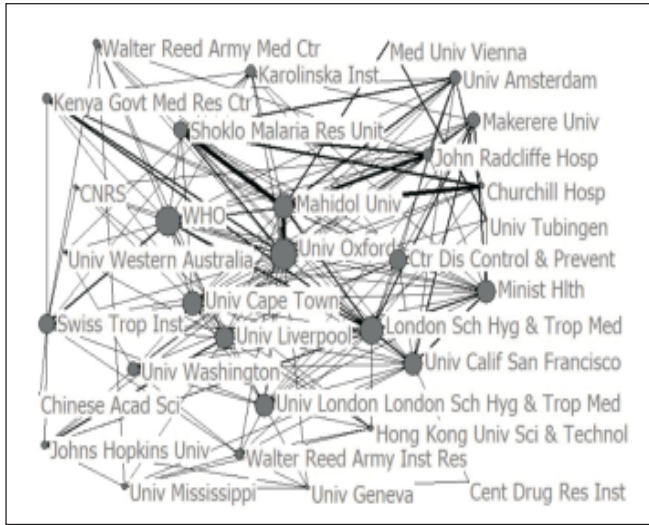 Walter Reed Army Med Ctr
Med Univ Vienna
Karolinska Inst
Univ Amsterdam
Kenya Govt Med Res Ctr
Shoklo Malaria Res Unit
Makerere Univ
John Radcliffe Hosp
CNRS
Mahidol Univ
Churchill Hosp
WHO
Univ Tubingen
Univ Western Australia
Univ Oxford
Ctr Dis Control & Prevent
Minist Hlth
Univ Cape Town
Swiss Trop Inst
Univ Liverpool
London Sch Hyg & Trop Med
Univ Washington
Univ Calif San Francisco
Chinese Acad Sci
Univ London London Sch Hyg & Trop Med
Hong Kong Univ Sci & Technol
Johns Hopkins Univ
Walter Reed Army Inst Res
Univ Mississippi
Univ Geneva
Cent Drug Res Inst